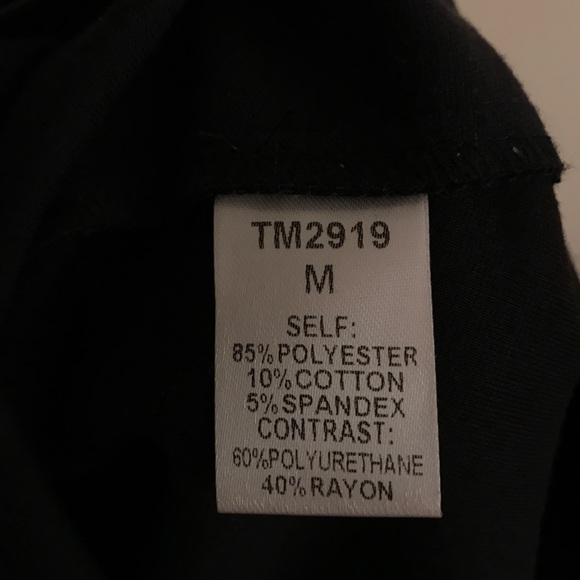 TM2919
M
SELF:
85%POLYESTER
10%COTTON
5%SPANDEX
CONTRAST:
60%POLYURETHANE
40%RAYON